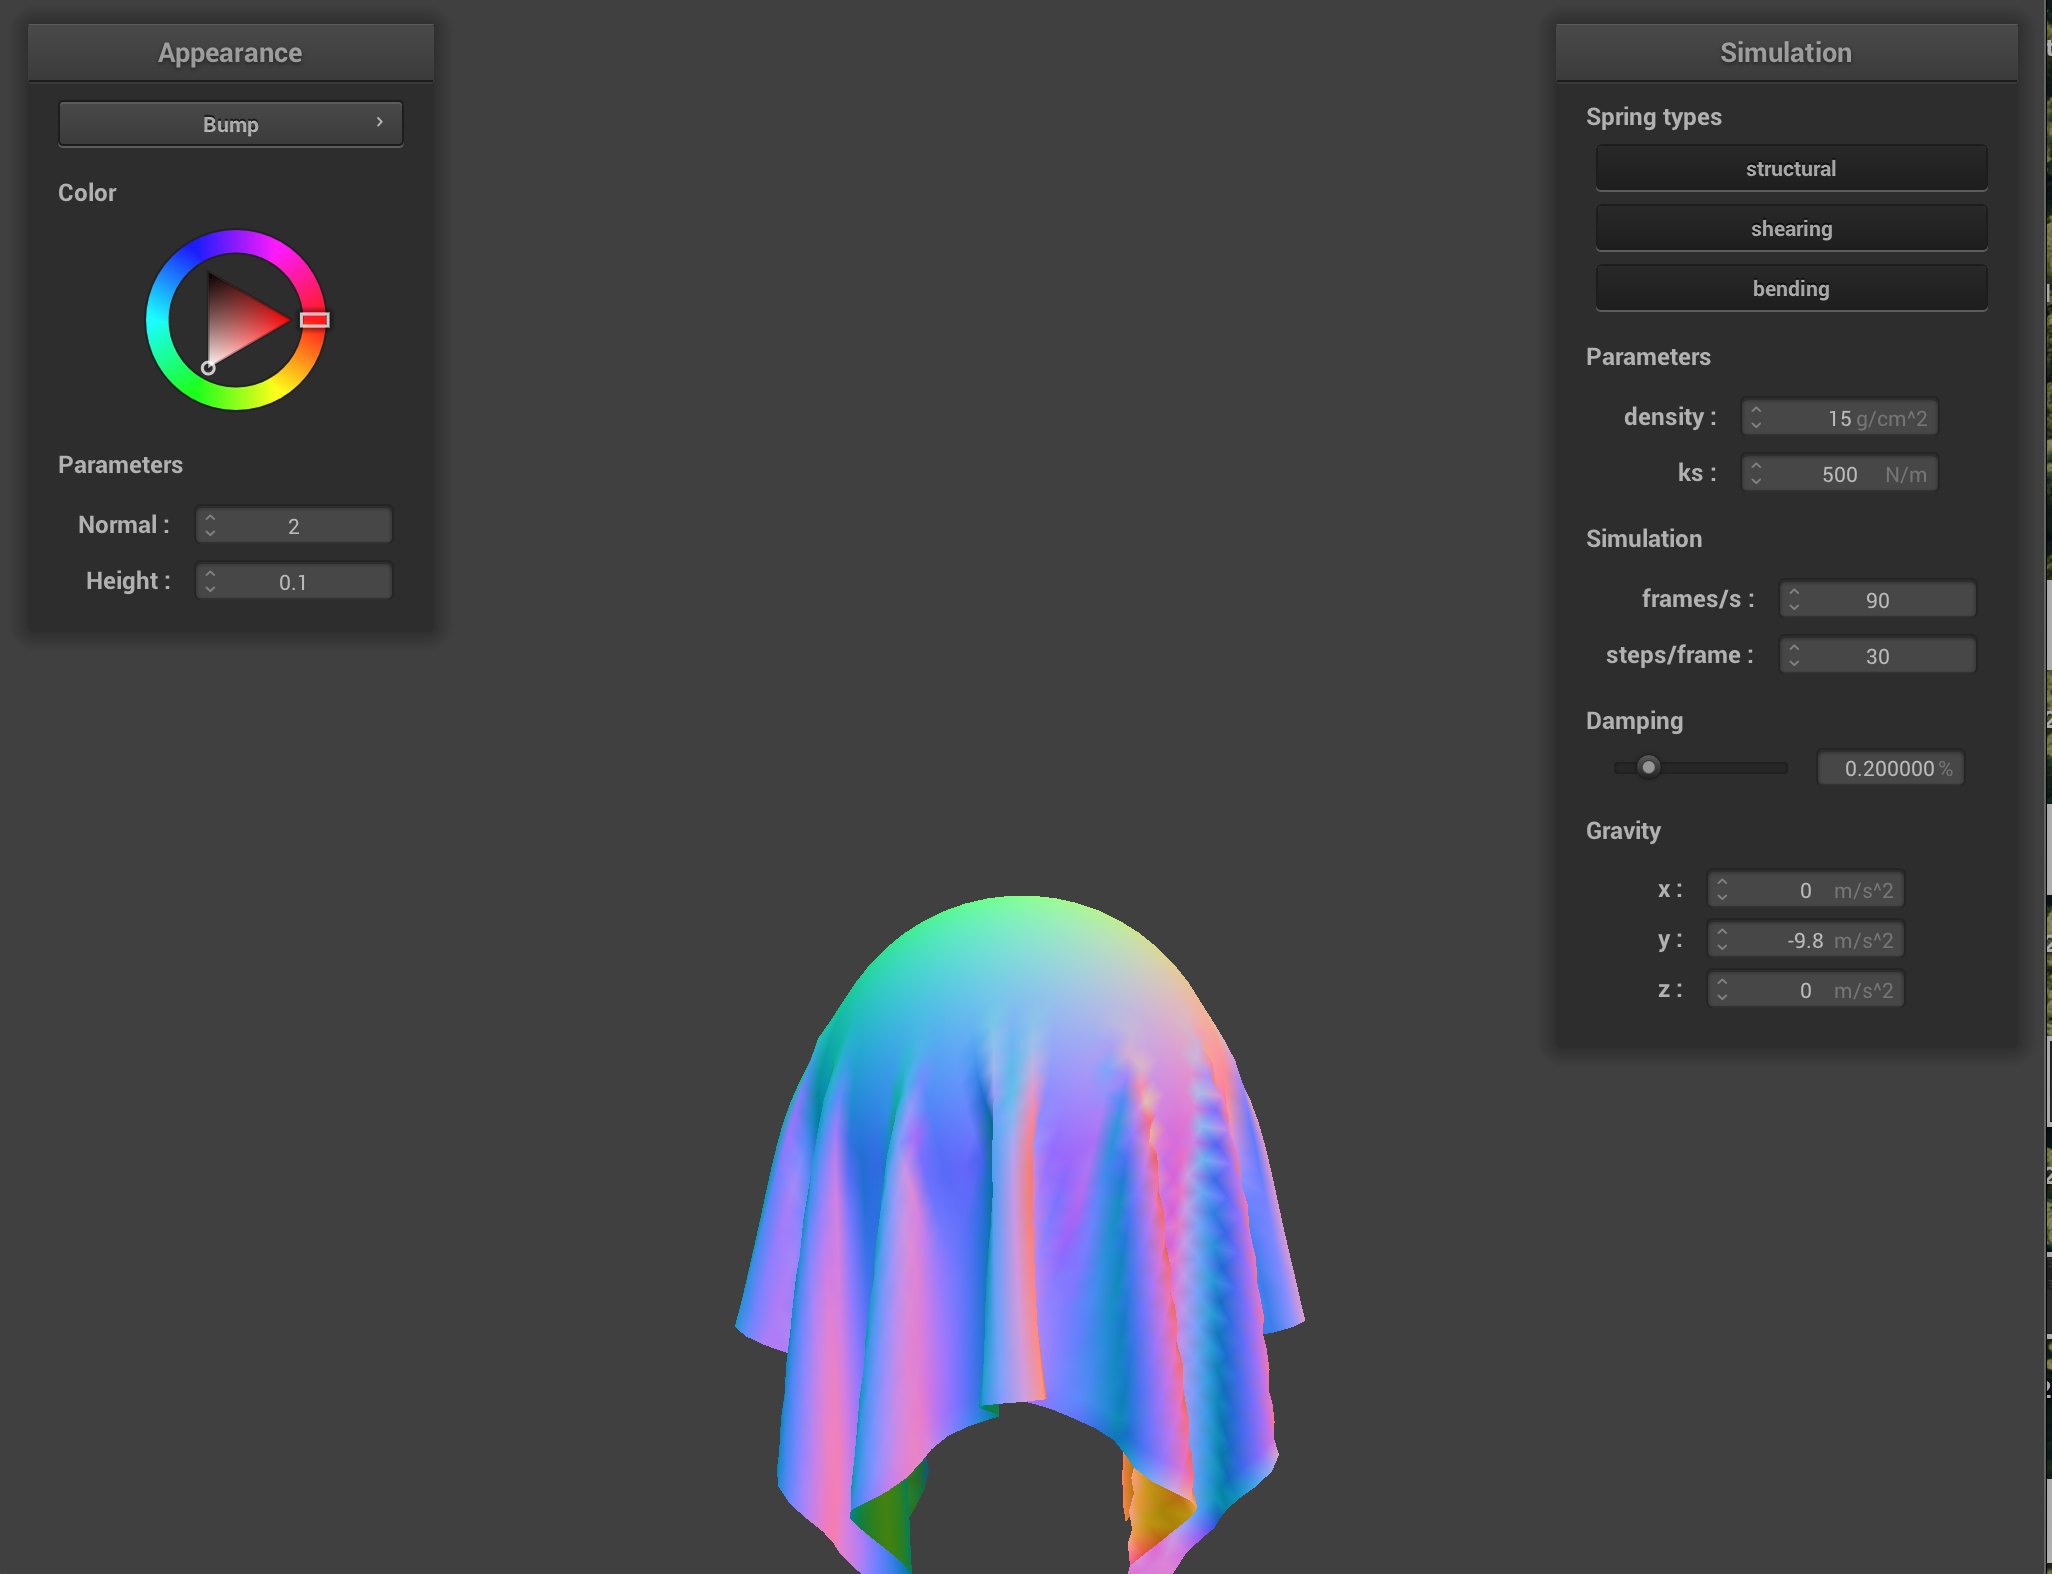 Appearance
Bump
Color
Parameters
Normal : 2
Height : 0.1
Simulation
Spring types
structural
shearing
bending
Parameters
density : 15 g/cm^2
ks : 500 N/m
Simulation
frames/s : 90
steps/frame : 30
Damping
0.200000 %
Gravity
x : 0 m/s^2
y : -9.8 m/s^2
z : 0 m/s^2